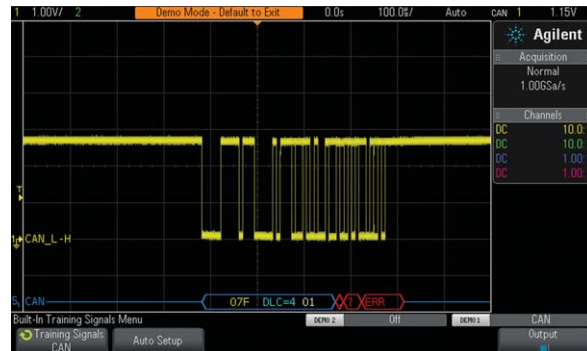 1 1.00V/ 2 Demo Mode - Default to Exit 0.0s 100.0%/ Auto CAN 1 1.15V
Agilent
Acquisition
Normal
1.00GSa/s
Channels
DC 10.0:
DC 10.0:
DC 1.00:
DC 1.00:
T
CAN_L -H
S1 CAN 07F DLC=4 01 ? ERR
Built-In Training Signals Menu DEMO 2 Off DEMO 1 CAN
Training Signals
CAN
Auto Setup
Output